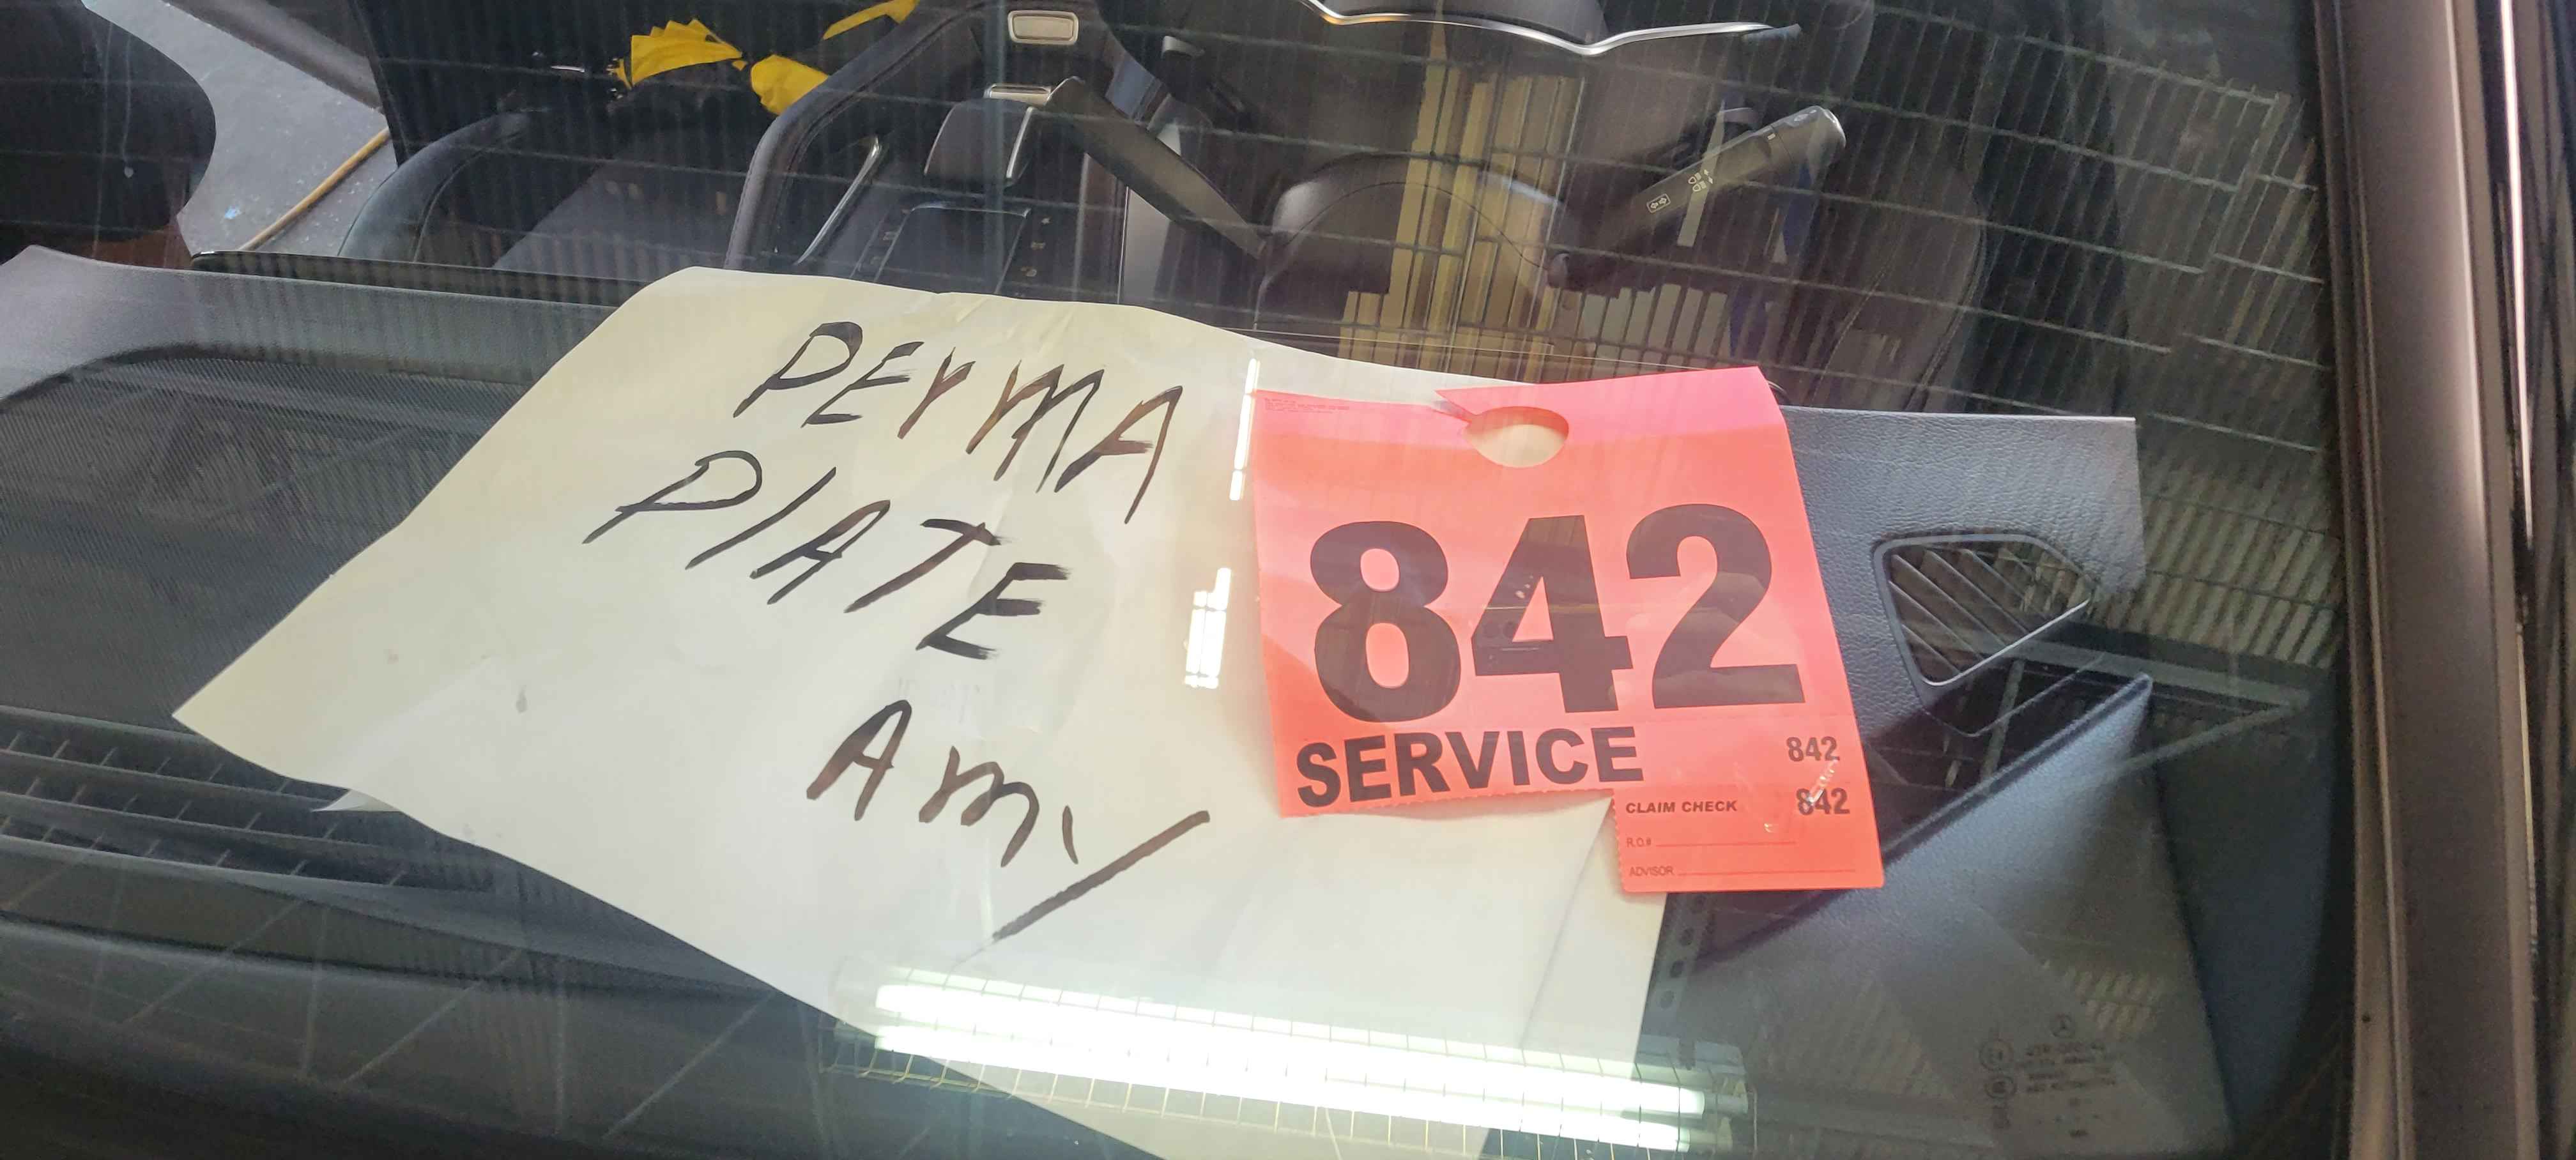 PErMA
PlATE
Amy
842
SERVICE
842
842
CLAIM CHECK
R.O.#
ADVISOR